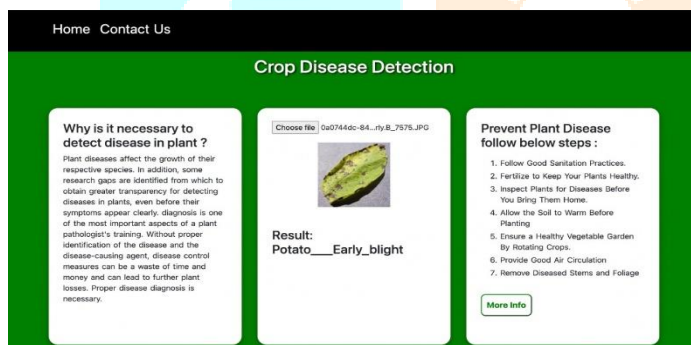 Home Contact Us
Crop Disease Detection
Why is it necessary to
detect disease in plant ?
Plant diseases affect the growth of their
respective species. In addition, some
research gaps are identified from which to
obtain greater transparency for detecting
diseases in plants, even before their
symptoms appear clearly. diagnosis is one
of the most important aspects of a plant
pathologist's training. Without proper
identification of the disease and the
disease-causing agent, disease control
measures can be a waste of time and
money and can lead to further plant
losses. Proper disease diagnosis is
necessary.
Choose file 0a0744dc-84...rly.B_7575.JPG
Result:
Potato___Early_blight
Prevent Plant Disease
follow below steps :
1. Follow Good Sanitation Practices.
2. Fertilize to Keep Your Plants Healthy.
3. Inspect Plants for Diseases Before
You Bring Them Home.
4. Allow the Soil to Warm Before
Planting
5. Ensure a Healthy Vegetable Garden
By Rotating Crops.
6. Provide Good Air Circulation
7. Remove Diseased Stems and Foliage
More Info